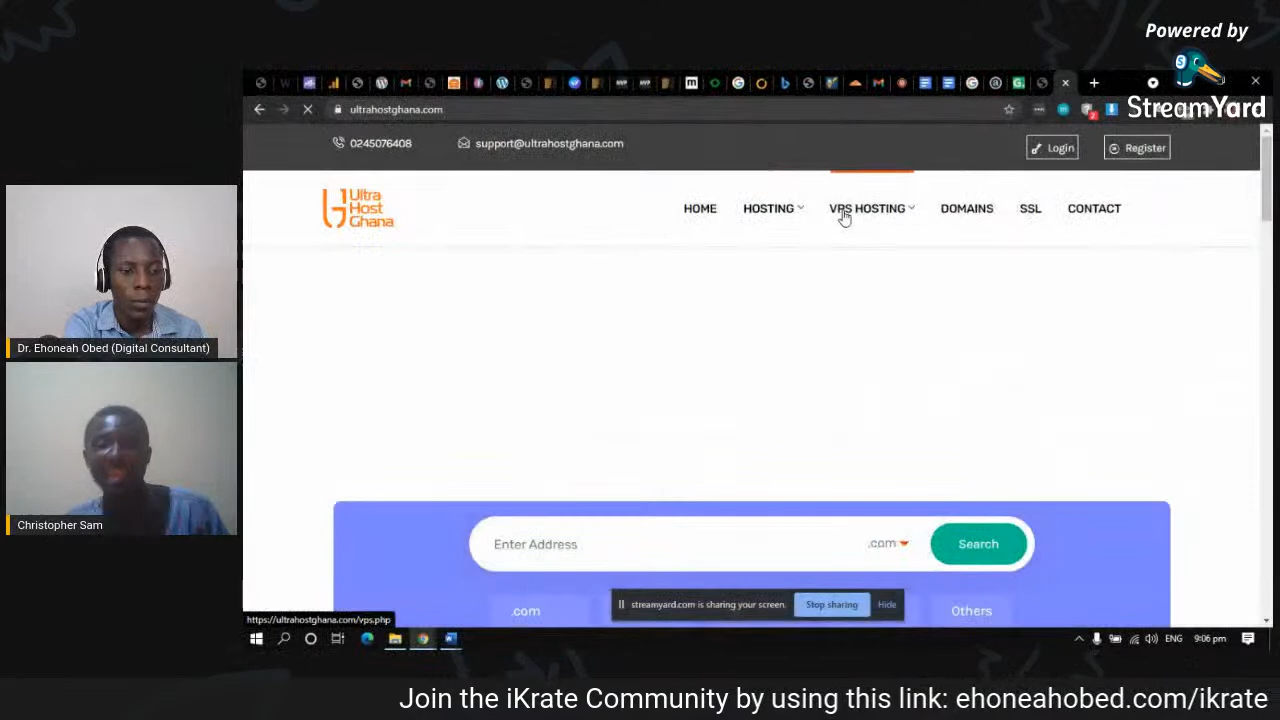 Powered by
StreamYard
ultrahostghana.com
0245076408
support@ultrahostghana.com
Login
Register
Ultra
Host
Ghana
HOME
HOSTING
VPS HOSTING
DOMAINS
SSL
CONTACT
Dr. Ehoneah Obed (Digital Consultant)
Christopher Sam
Enter Address
.com
Search
.com
streamyard.com is sharing your screen.
Stop sharing
Hide
Others
https://ultrahostghana.com/vps.php
ENG
9:06 pm
Join the iKrate Community by using this link: ehoneahobed.com/ikrate